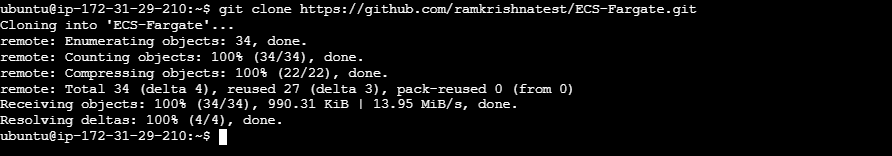 ubuntu@ip-172-31-29-210:~$ git clone https://github.com/ramkrishnatest/ECS-Fargate.git
Cloning into 'ECS-Fargate'...
remote: Enumerating objects: 34, done.
remote: Counting objects: 100% (34/34), done.
remote: Compressing objects: 100% (22/22), done.
remote: Total 34 (delta 4), reused 27 (delta 3), pack-reused 0 (from 0)
Receiving objects: 100% (34/34), 990.31 KiB | 13.95 MiB/s, done.
Resolving deltas: 100% (4/4), done.
ubuntu@ip-172-31-29-210:~$